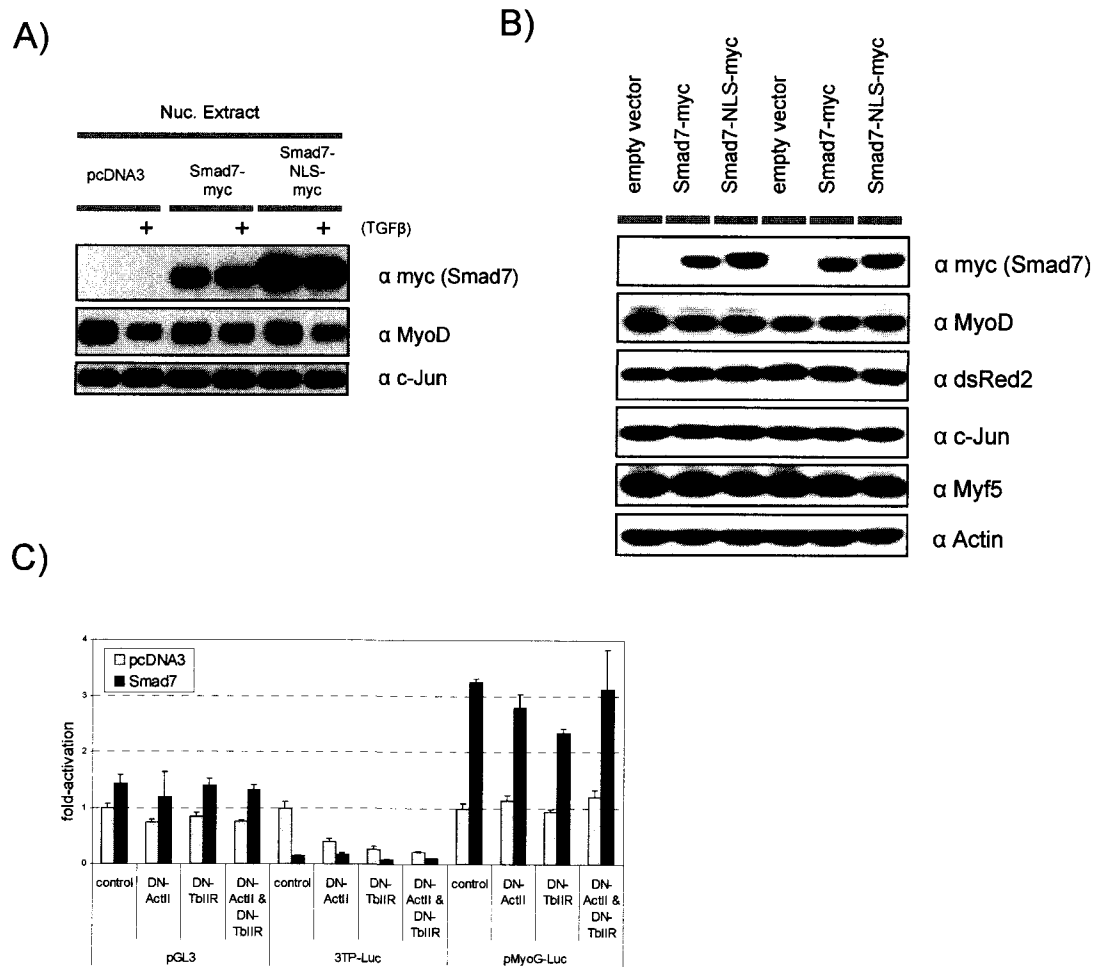 A)
Nuc. Extract
pcDNA3
Smad7-
myc
Smad7-
NLS-
myc
+ + + (TGFβ)
α myc (Smad7)
α MyoD
α c-Jun
B)
empty vector
Smad7-myc
Smad7-NLS-myc
empty vector
Smad7-myc
Smad7-NLS-myc
α myc (Smad7)
α MyoD
α dsRed2
α c-Jun
α Myf5
α Actin
C)
fold-activation
4
3
2
1
0
pcDNA3
Smad7
control
DN-
ActII
DN-
TbIIR
DN-
ActII &
DN-
TbIIR
control
DN-
ActII
DN-
TbIIR
DN-
ActII &
DN-
TbIIR
control
DN-
ActII
DN-
TbIIR
DN-
ActII &
DN-
TbIIR
pGL3
3TP-Luc
pMyoG-Luc